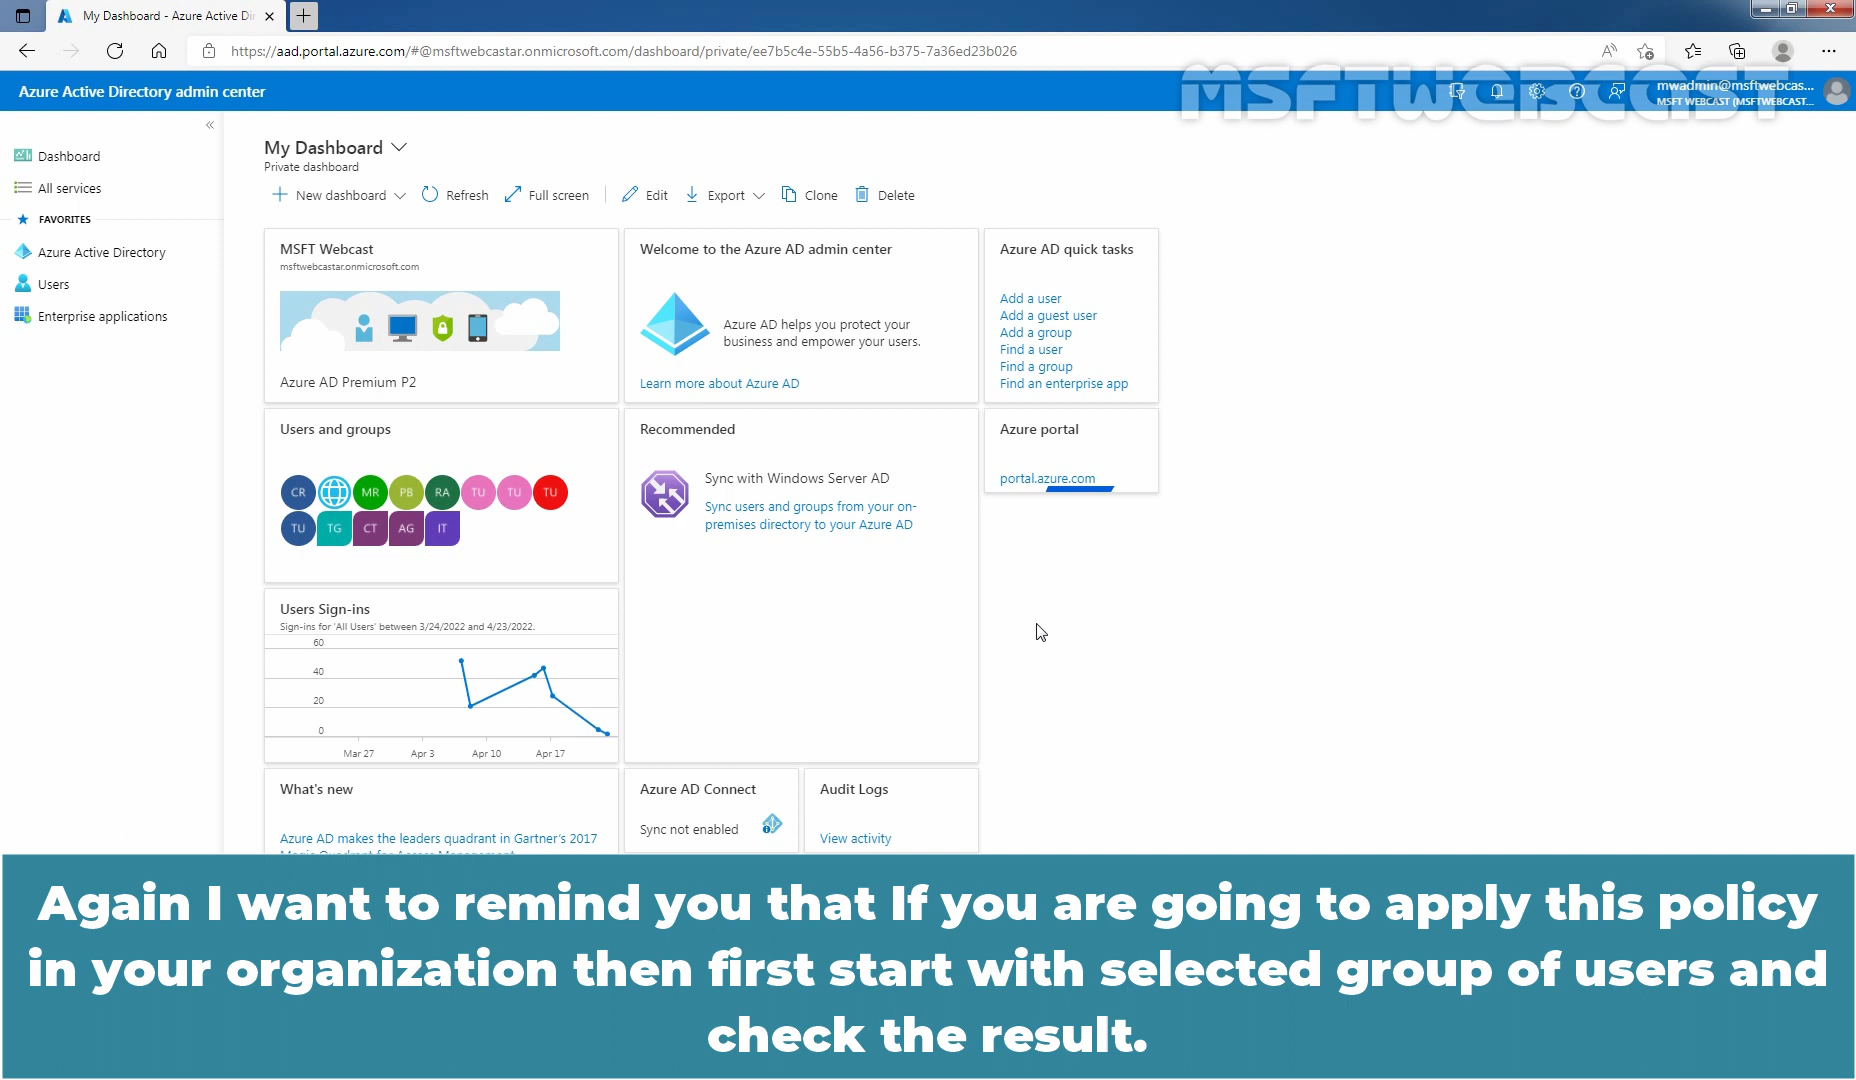 My Dashboard - Azure Active Dir
https://aad.portal.azure.com/#@msftwebcastar.onmicrosoft.com/dashboard/private/ee7b5c4e-55b5-4a56-b375-7a36ed23b026
Azure Active Directory admin center
MSFTWEBCAST
mwadmin@msftwebcas...
MSFT WEBCAST (MSFTWEBCAST...
Dashboard
All services
FAVORITES
Azure Active Directory
Users
Enterprise applications
My Dashboard
Private dashboard
New dashboard Refresh Full screen Edit Export Clone Delete
MSFT Webcast
msftwebcastar.onmicrosoft.com
Azure AD Premium P2
Welcome to the Azure AD admin center
Azure AD helps you protect your
business and empower your users.
Learn more about Azure AD
Azure AD quick tasks
Add a user
Add a guest user
Add a group
Find a user
Find a group
Find an enterprise app
Users and groups
CR MR PB RA TU TU TU
TU TG CT AG IT
Recommended
Sync with Windows Server AD
Sync users and groups from your on-
premises directory to your Azure AD
Azure portal
portal.azure.com
Users Sign-ins
Sign-ins for 'All Users' between 3/24/2022 and 4/23/2022.
60
40
20
0
Mar 27 Apr 3 Apr 10 Apr 17
What's new
Azure AD makes the leaders quadrant in Gartner's 2017
Azure AD Connect
Sync not enabled
Audit Logs
View activity
Again I want to remind you that If you are going to apply this policy
in your organization then first start with selected group of users and
check the result.